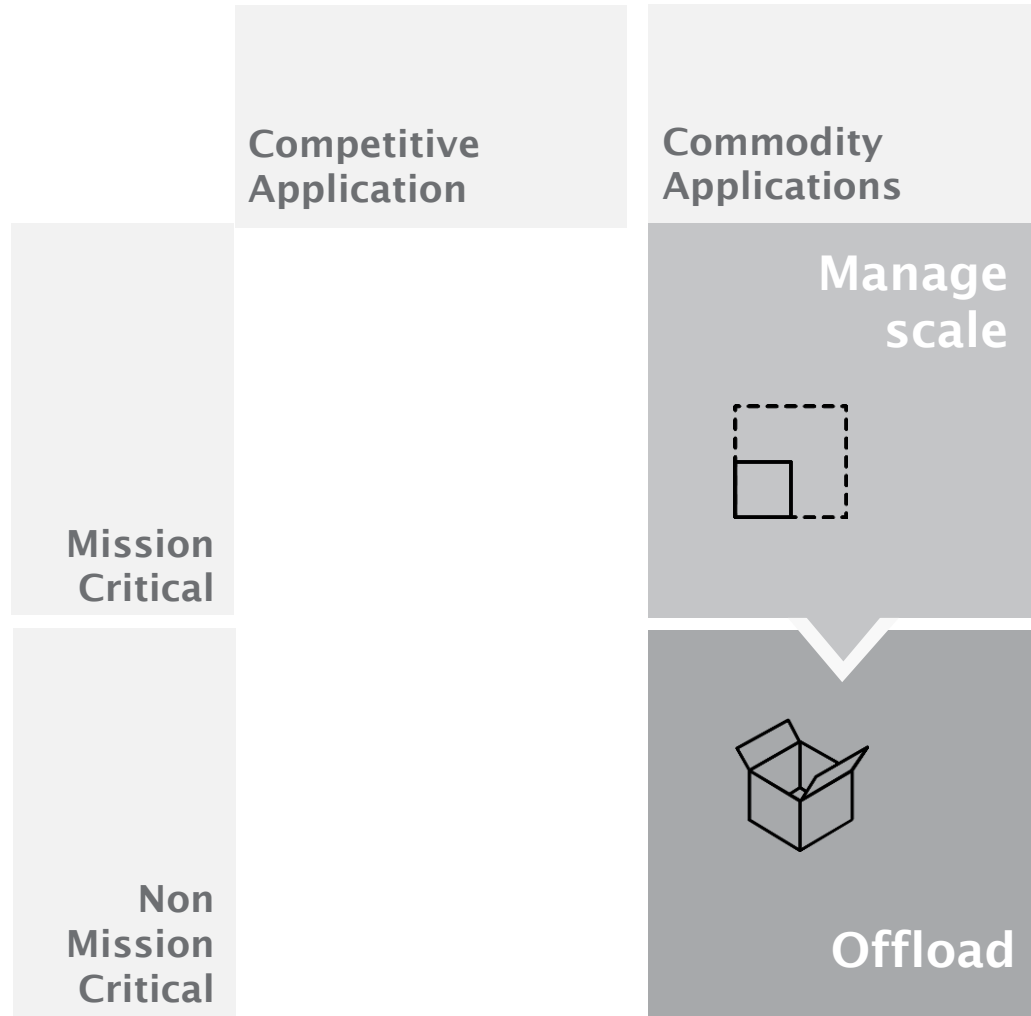 Competitive
Application
Commodity
Applications
Mission
Critical
Manage
scale
Non
Mission
Critical
Offload